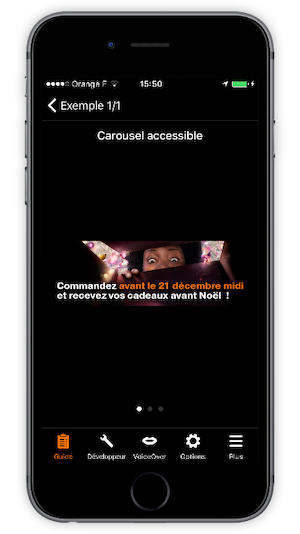 Orange F 15:50
Exemple 1/1
Carousel accessible
Commandez avant le 21 décembre midi
et recevez vos cadeaux avant Noël !
Guide Développeur VoiceOver Options Plus